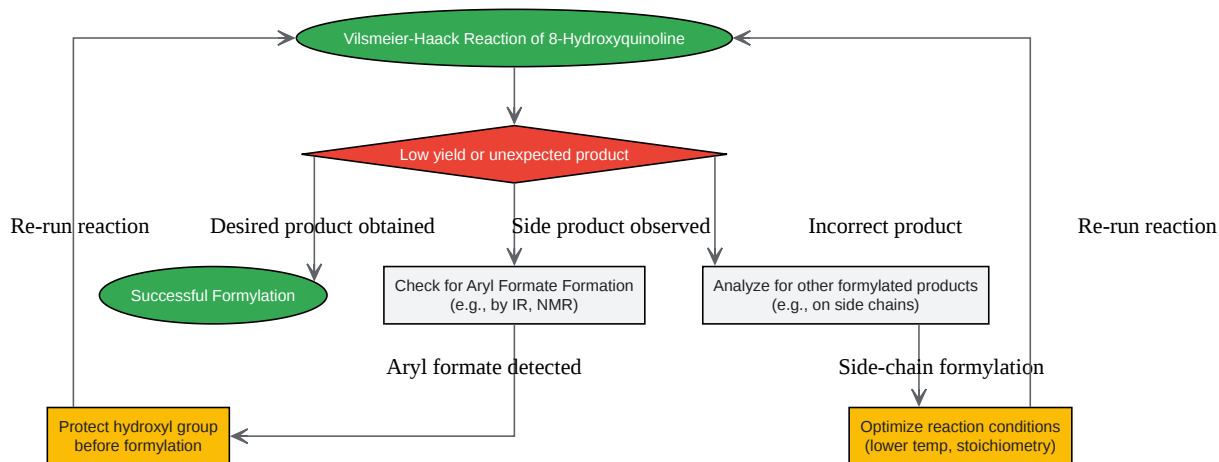 Vilsmeier-Haack Reaction of 8-Hydroxyquinoline
Low yield or unexpected product
Re-run reaction
Desired product obtained
Side product observed
Incorrect product
Re-run reaction
Successful Formylation
Check for Aryl Formate Formation
(e.g., by IR, NMR)
Analyze for other formylated products
(e.g., on side chains)
Aryl formate detected
Side-chain formylation
Protect hydroxyl group
before formylation
Optimize reaction conditions
(lower temp, stoichiometry)